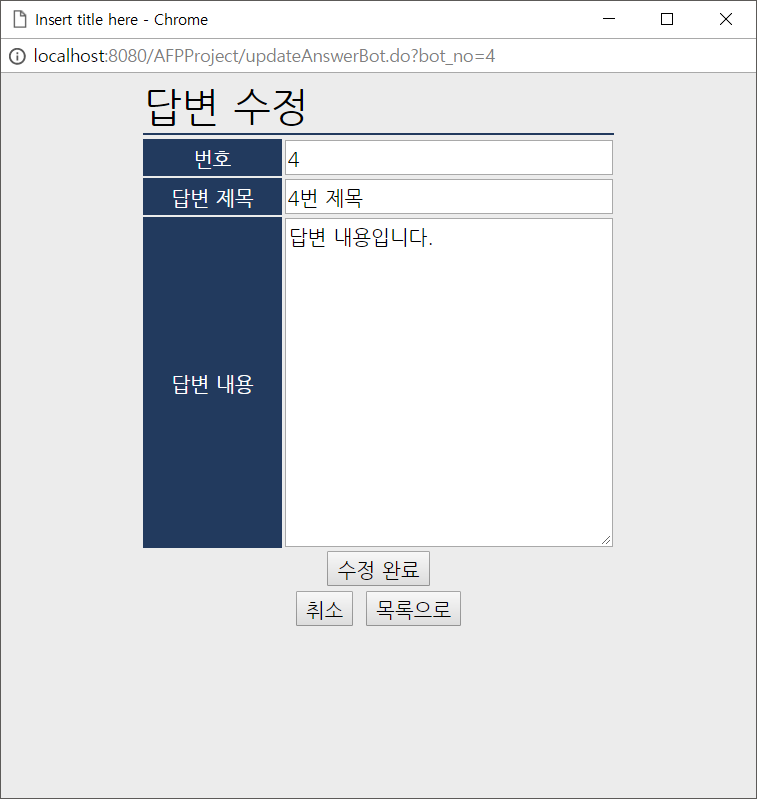 Insert title here - Chrome
localhost:8080/AFPProject/updateAnswerBot.do?bot_no=4
답변 수정
번호 4
답변 제목 4번 제목
답변 내용 답변 내용입니다.
수정 완료
취소 목록으로